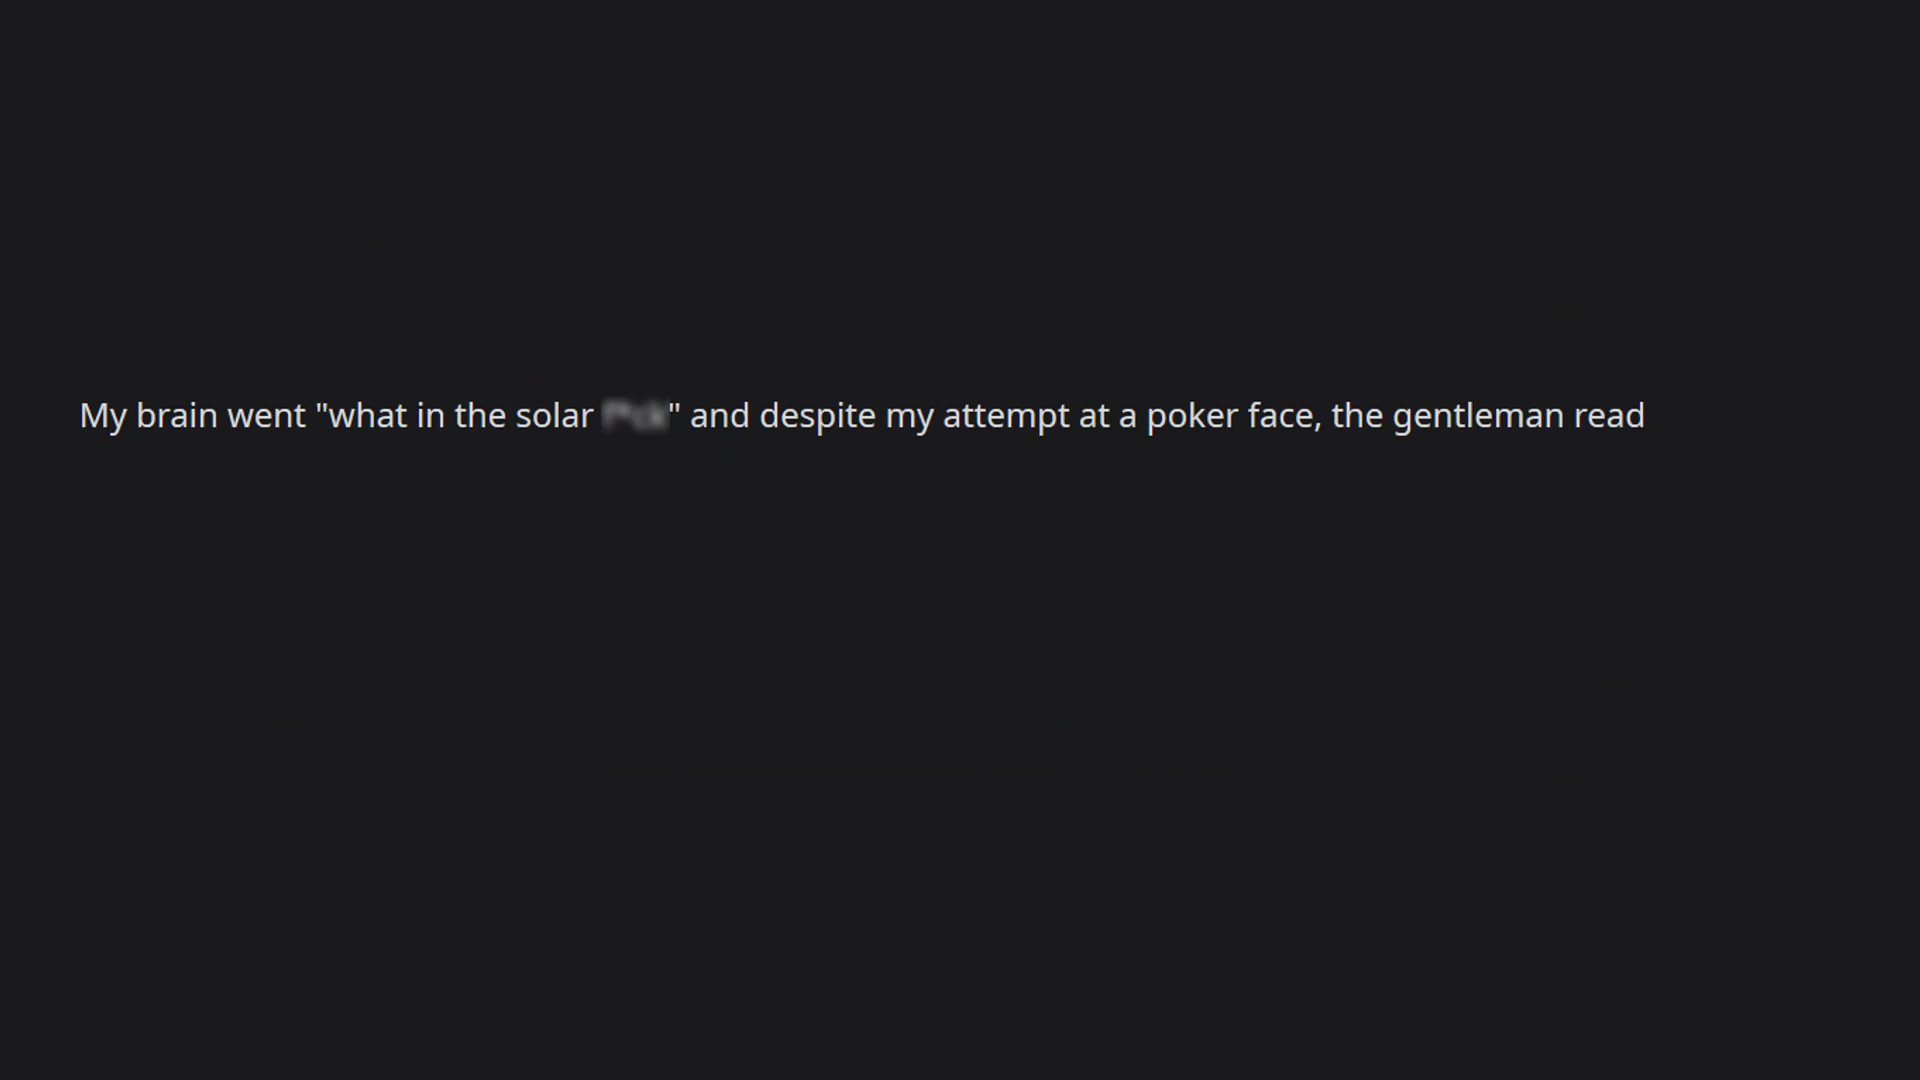 My brain went "what in the solar " and despite my attempt at a poker face, the gentleman read